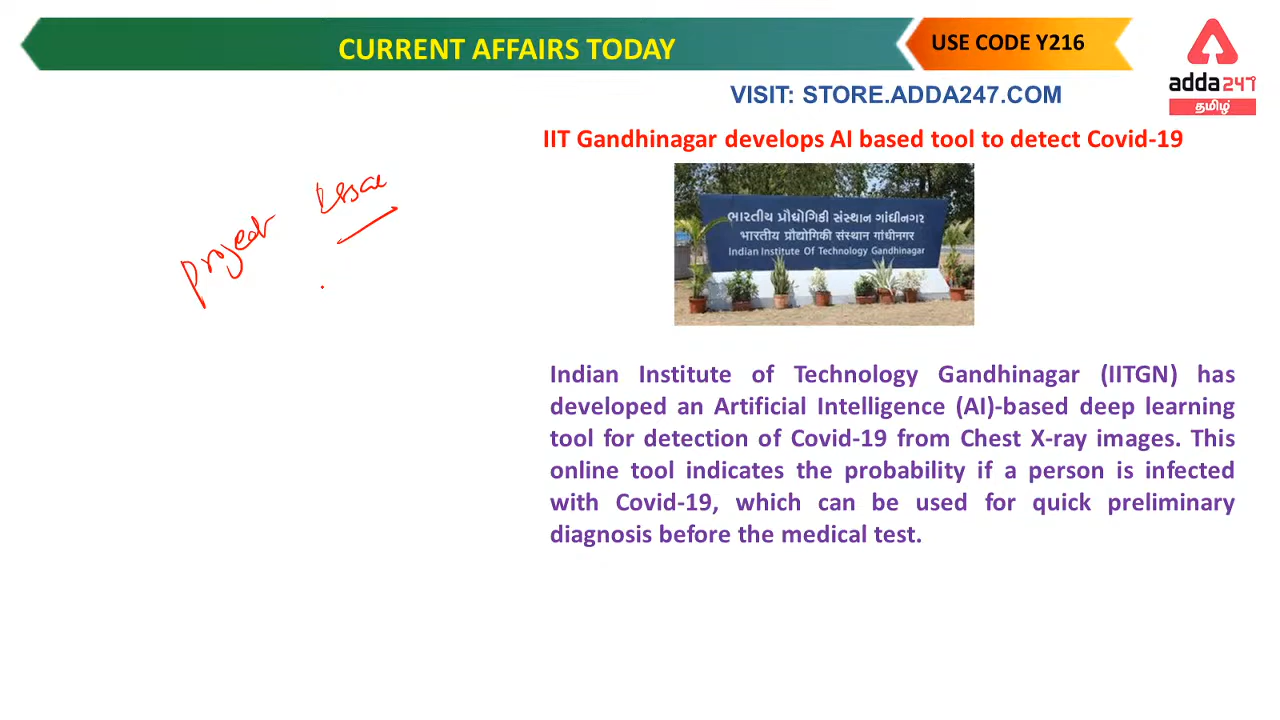 CURRENT AFFAIRS TODAY
USE CODE Y216
adda247
தமிழ்
VISIT: STORE.ADDA247.COM
IIT Gandhinagar develops AI based tool to detect Covid-19
ભારતીય પ્રૌદ્યોગિકી સંસ્થાન ગાંધીનગર
भारतीय प्रौद्योगिकी संस्थान गांधीनगर
Indian Institute Of Technology Gandhinagar
Project
Indian Institute of Technology Gandhinagar (IITGN) has
developed an Artificial Intelligence (AI)-based deep learning
tool for detection of Covid-19 from Chest X-ray images. This
online tool indicates the probability if a person is infected
with Covid-19, which can be used for quick preliminary
diagnosis before the medical test.